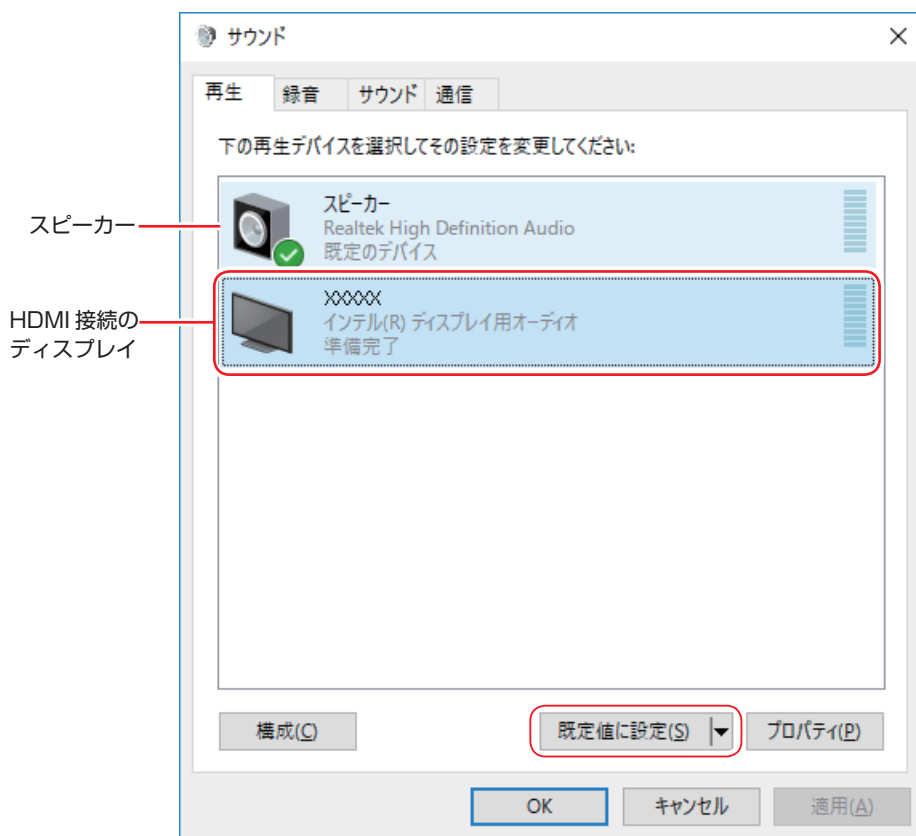 サウンド
再生
録音
サウンド
通信
下の再生デバイスを選択してその設定を変更してください:
スピーカー
スピーカー
Realtek High Definition Audio
既定のデバイス
HDMI 接続の
ディスプレイ
XXXXX
インテル(R) ディスプレイ用オーディオ
準備完了
構成(C)
既定値に設定(S)
プロパティ(P)
OK
キャンセル
適用(A)